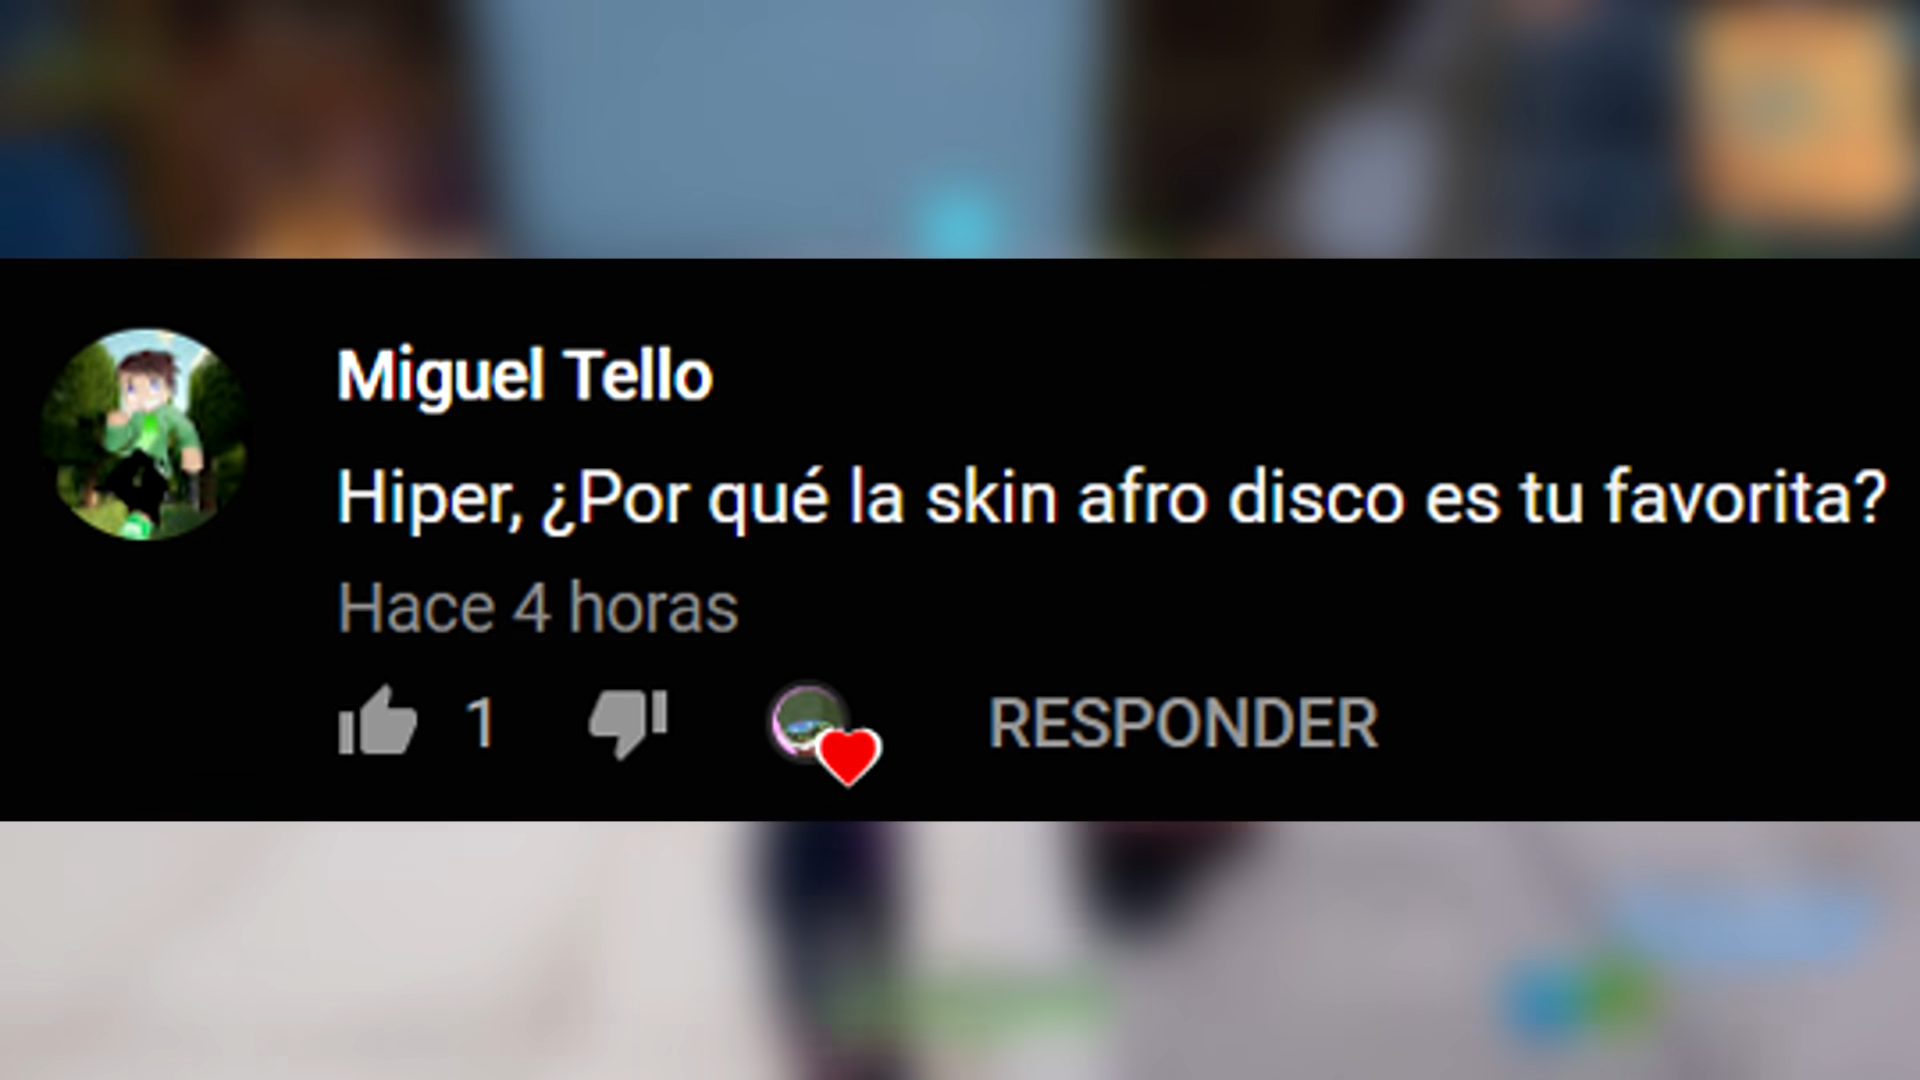 Miguel Tello
Hiper, ¿Por qué la skin afro disco es tu favorita?
Hace 4 horas
1 RESPONDER